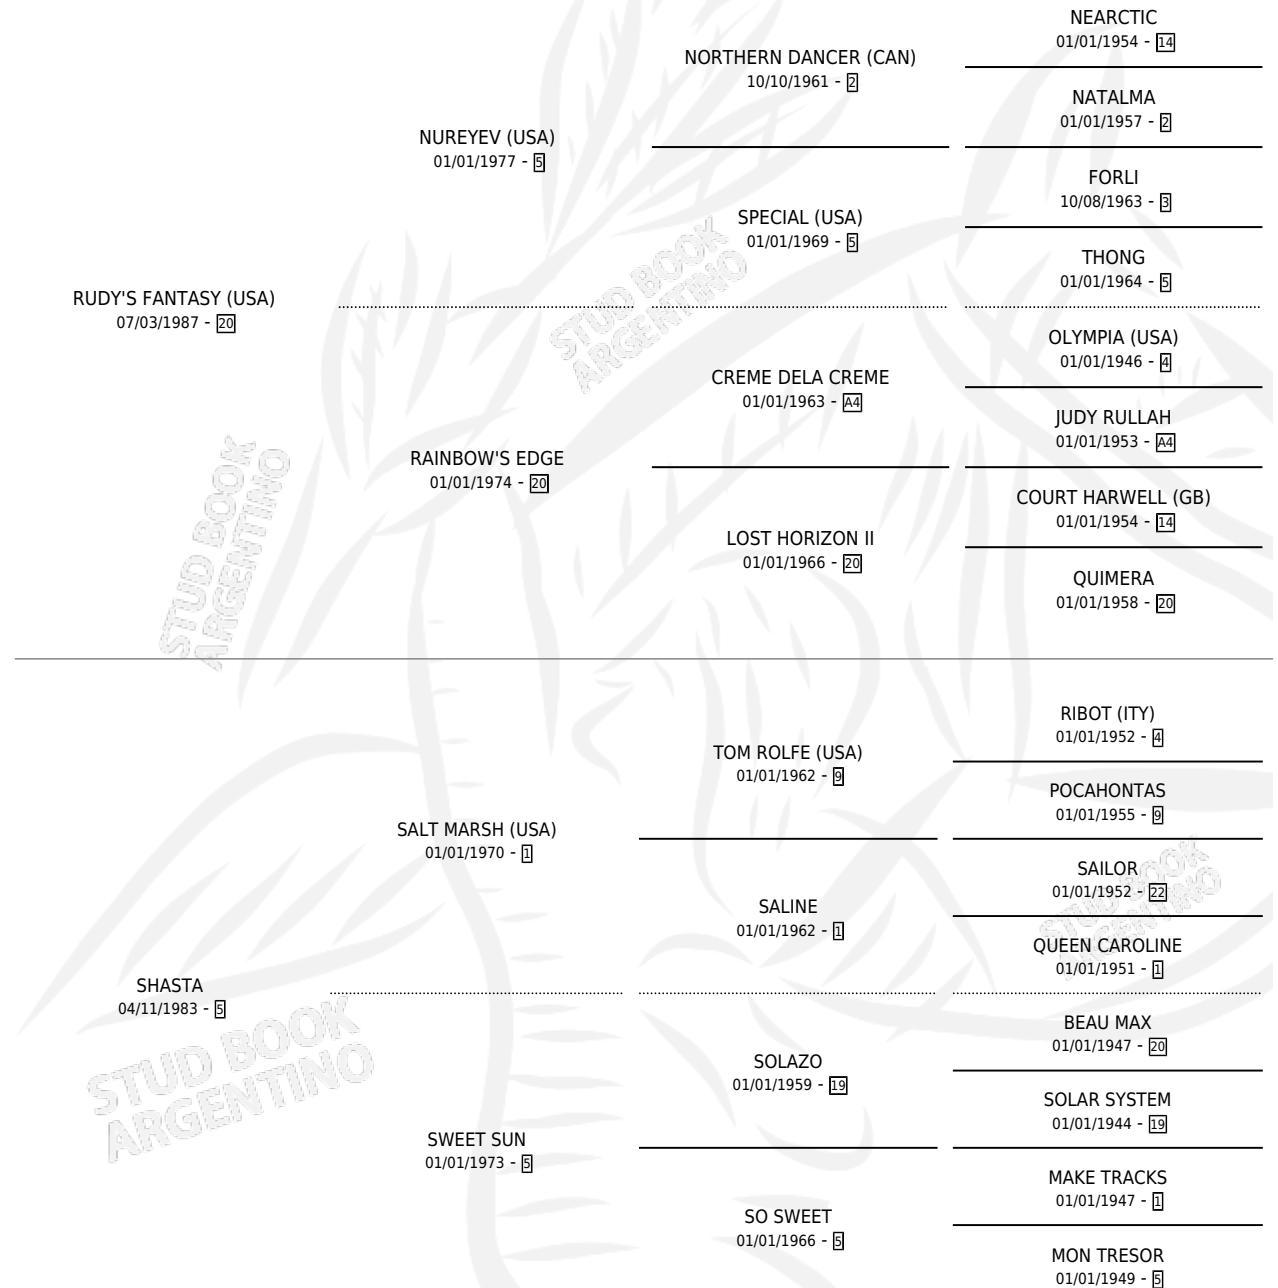 NEARCTIC
01/01/1954 - 14
NORTHERN DANCER (CAN)
10/10/1961 - 2
NATALMA
01/01/1957 - 2
NUREYEV (USA)
01/01/1977 - 5
FORLI
10/08/1963 - 3
SPECIAL (USA)
01/01/1969 - 5
THONG
01/01/1964 - 5
RUDY'S FANTASY (USA)
07/03/1987 - 20
OLYMPIA (USA)
01/01/1946 - 4
CREME DELA CREME
01/01/1963 - A4
JUDY RULLAH
01/01/1953 - A4
RAINBOW'S EDGE
01/01/1974 - 20
COURT HARWELL (GB)
01/01/1954 - 14
LOST HORIZON II
01/01/1966 - 20
QUIMERA
01/01/1958 - 20
STUD BOOK
ARGENTINO
STUD BOOK
ARGENTINO
RIBOT (ITY)
01/01/1952 - 4
TOM ROLFE (USA)
01/01/1962 - 9
POCAHONTAS
01/01/1955 - 9
SALT MARSH (USA)
01/01/1970 - 1
SAILOR
01/01/1952 - 22
SALINE
01/01/1962 - 1
QUEEN CAROLINE
01/01/1951 - 1
STUD BOOK
ARGENTINO
SHASTA
04/11/1983 - 5
BEAU MAX
01/01/1947 - 20
SOLAZO
01/01/1959 - 19
SOLAR SYSTEM
01/01/1944 - 19
STUD BOOK
ARGENTINO
SWEET SUN
01/01/1973 - 5
MAKE TRACKS
01/01/1947 - 1
SO SWEET
01/01/1966 - 5
MON TRESOR
01/01/1949 - 5